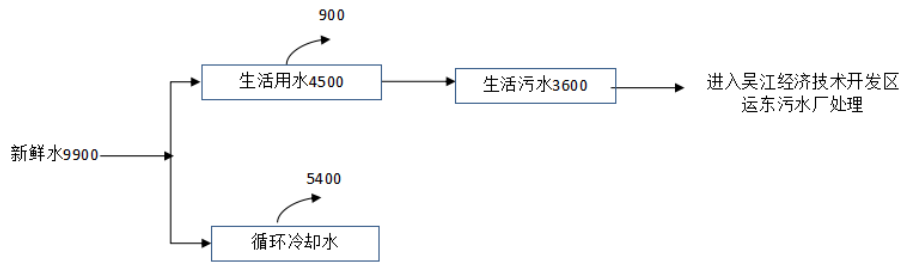 900
生活用水4500
生活污水3600
进入吴江经济技术开发区
运东污水厂处理
新鲜水9900
5400
循环冷却水